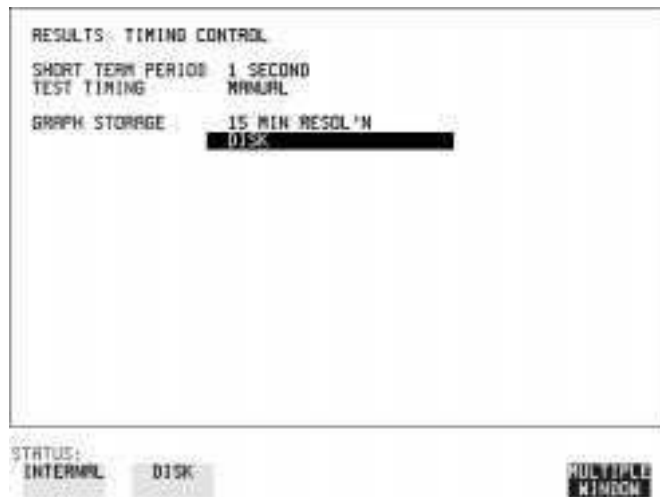 RESULTS TIMING CONTROL
SHORT TERM PERIOD 1 SECOND
TEST TIMING MANUAL
GRAPH STORAGE 15 MIN RESOL'N
DISK
STATUS:
INTERNAL DISK
MULTIPLE
WINDOW